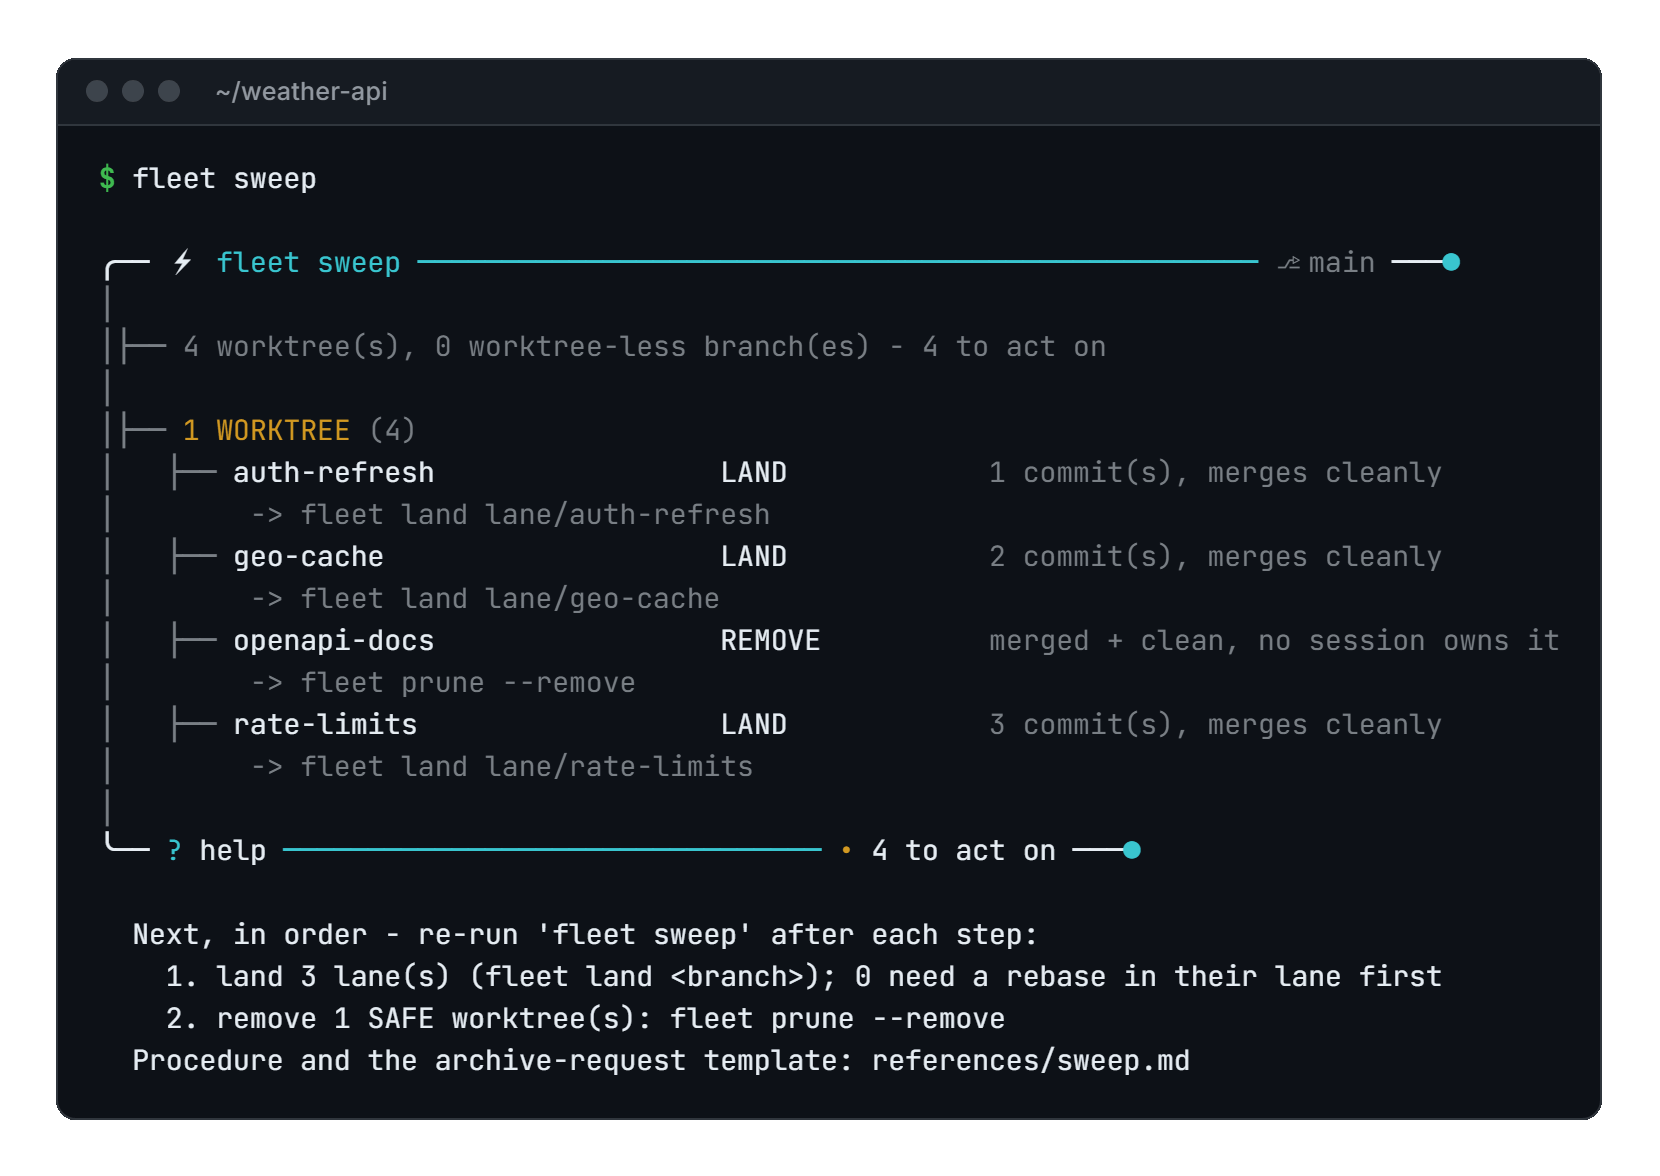 ~/weather-api
$ fleet sweep
⚡ fleet sweep ⎇ main
4 worktree(s), 0 worktree-less branch(es) - 4 to act on
1 WORKTREE (4)
auth-refresh LAND 1 commit(s), merges cleanly
-> fleet land lane/auth-refresh
geo-cache LAND 2 commit(s), merges cleanly
-> fleet land lane/geo-cache
openapi-docs REMOVE merged + clean, no session owns it
-> fleet prune --remove
rate-limits LAND 3 commit(s), merges cleanly
-> fleet land lane/rate-limits
? help • 4 to act on
Next, in order - re-run 'fleet sweep' after each step:
1. land 3 lane(s) (fleet land <branch>); 0 need a rebase in their lane first
2. remove 1 SAFE worktree(s): fleet prune --remove
Procedure and the archive-request template: references/sweep.md